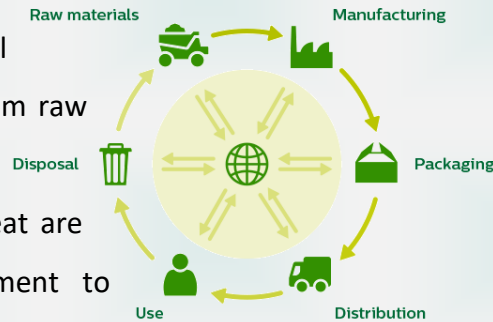 Raw materials
Manufacturing
m raw
Disposal
Packaging
at are
ment to
Use
Distribution